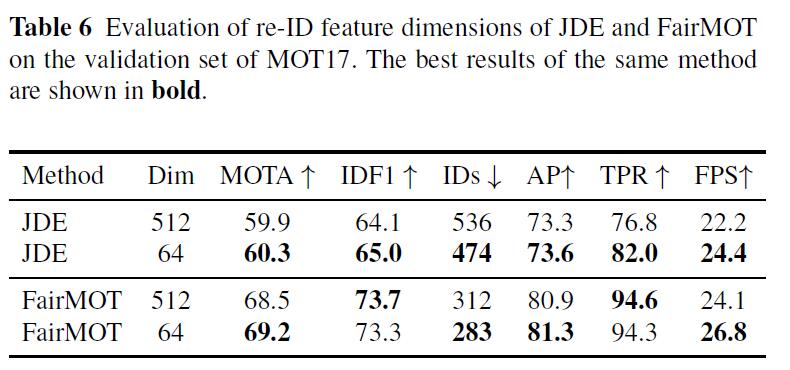 Table 6 Evaluation of re-ID feature dimensions of JDE and FairMOT
on the validation set of MOT17. The best results of the same method
are shown in bold.
Method Dim MOTA ↑ IDF1 ↑ IDs ↓ AP↑ TPR ↑ FPS↑
JDE 512 59.9 64.1 536 73.3 76.8 22.2
JDE 64 60.3 65.0 474 73.6 82.0 24.4
FairMOT 512 68.5 73.7 312 80.9 94.6 24.1
FairMOT 64 69.2 73.3 283 81.3 94.3 26.8